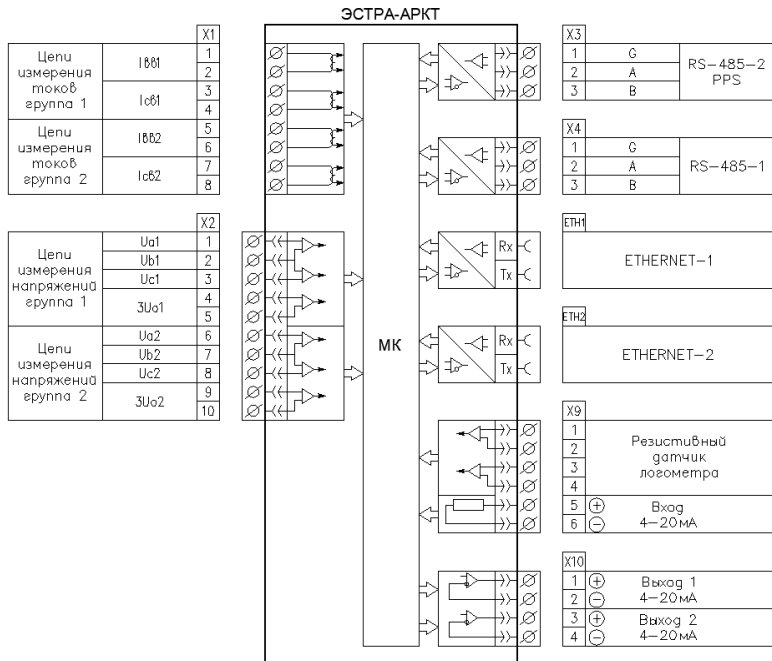 ЭСТРА-АРКТ
X1
Цепи
измерения
токов
группа 1
Iвв1
1
2
Iсв1
3
4
Цепи
измерения
токов
группа 2
Iвв2
5
6
Iсв2
7
8
X2
Цепи
измерения
напряжений
группа 1
Ua1
1
Ub1
2
Uc1
3
3Uo1
4
5
Цепи
измерения
напряжений
группа 2
Ua2
6
Ub2
7
Uc2
8
3Uo2
9
10
МК
Rx
Tx
Rx
Tx
X3
1
G
2
A
3
B
RS-485-2
PPS
X4
1
G
2
A
3
B
RS-485-1
ETH1
ETHERNET-1
ETH2
ETHERNET-2
X9
1
2
3
4
Резистивный
датчик
логометра
5 +
6 −
Вход
4-20мА
X10
1 +
2 −
Выход 1
4-20мА
3 +
4 −
Выход 2
4-20мА